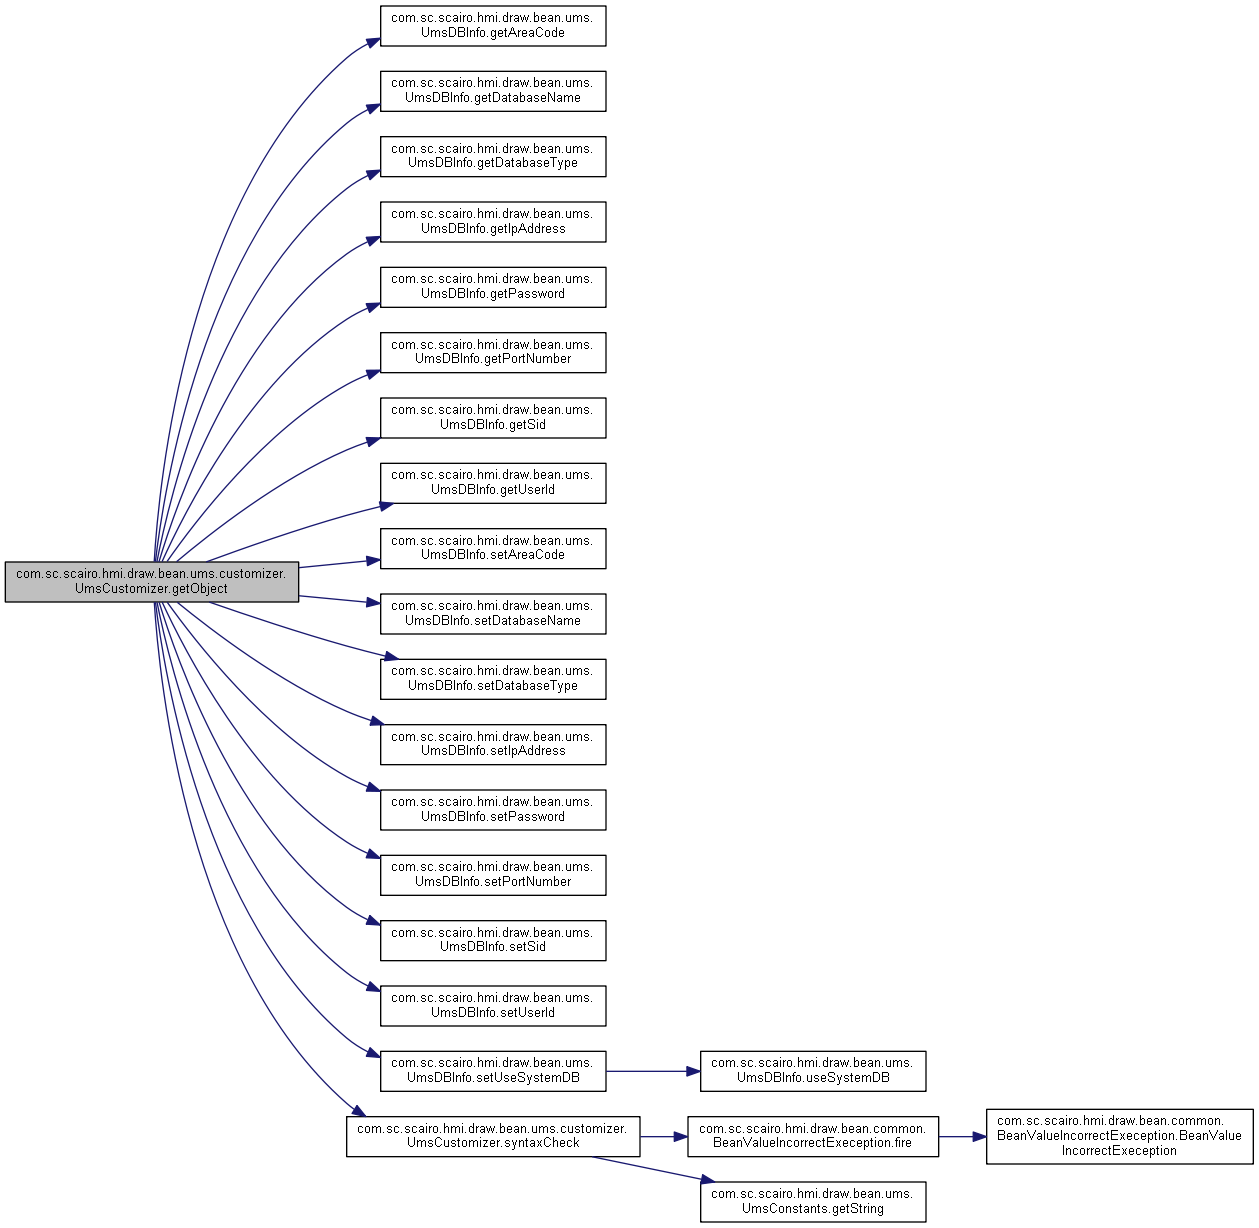 com.sc.scairo.hmi.draw.bean.ums.
UmsDBInfo.getAreaCode
com.sc.scairo.hmi.draw.bean.ums.
UmsDBInfo.getDatabaseName
com.sc.scairo.hmi.draw.bean.ums.
UmsDBInfo.getDatabaseType
com.sc.scairo.hmi.draw.bean.ums.
UmsDBInfo.getIpAddress
com.sc.scairo.hmi.draw.bean.ums.
UmsDBInfo.getPassword
com.sc.scairo.hmi.draw.bean.ums.
UmsDBInfo.getPortNumber
com.sc.scairo.hmi.draw.bean.ums.
UmsDBInfo.getSid
com.sc.scairo.hmi.draw.bean.ums.
UmsDBInfo.getUserId
com.sc.scairo.hmi.draw.bean.ums.
UmsDBInfo.setAreaCode
com.sc.scairo.hmi.draw.bean.ums.customizer.
UmsCustomizer.getObject
com.sc.scairo.hmi.draw.bean.ums.
UmsDBInfo.setDatabaseName
com.sc.scairo.hmi.draw.bean.ums.
UmsDBInfo.setDatabaseType
com.sc.scairo.hmi.draw.bean.ums.
UmsDBInfo.setIpAddress
com.sc.scairo.hmi.draw.bean.ums.
UmsDBInfo.setPassword
com.sc.scairo.hmi.draw.bean.ums.
UmsDBInfo.setPortNumber
com.sc.scairo.hmi.draw.bean.ums.
UmsDBInfo.setSid
com.sc.scairo.hmi.draw.bean.ums.
UmsDBInfo.setUserId
com.sc.scairo.hmi.draw.bean.ums.
UmsDBInfo.setUseSystemDB
com.sc.scairo.hmi.draw.bean.ums.
UmsDBInfo.useSystemDB
com.sc.scairo.hmi.draw.bean.ums.customizer.
UmsCustomizer.syntaxCheck
com.sc.scairo.hmi.draw.bean.common.
BeanValueIncorrectExeception.fire
com.sc.scairo.hmi.draw.bean.common.
BeanValueIncorrectExeception.BeanValue
IncorrectExeception
com.sc.scairo.hmi.draw.bean.ums.
UmsConstants.getString